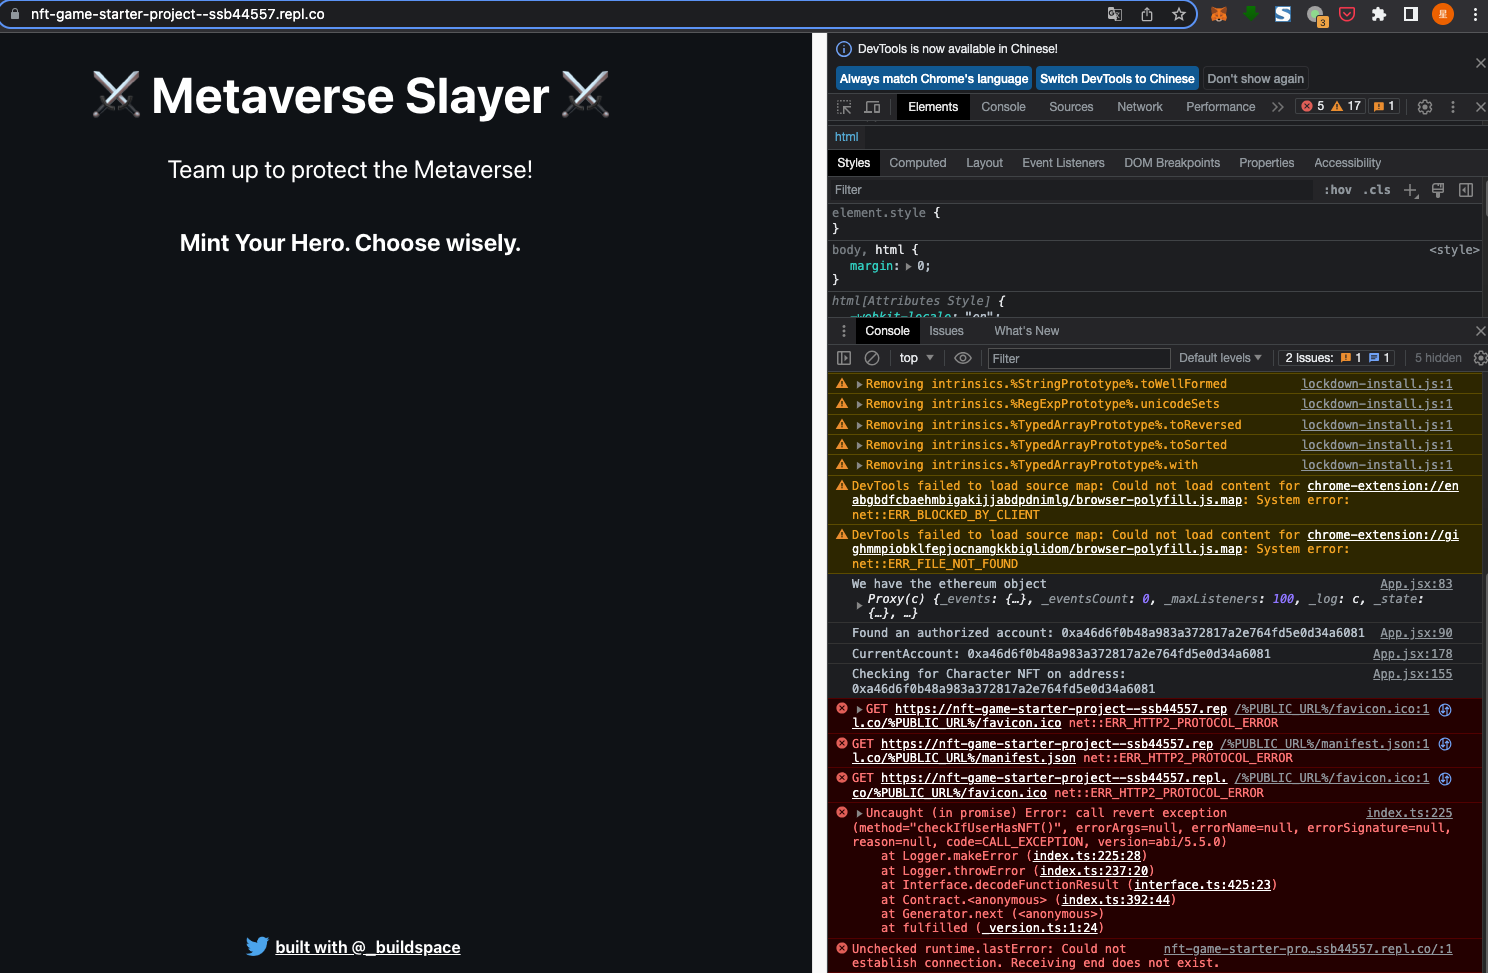 nft-game-starter-project--ssb44557.repl.co
3
星
⚔️ Metaverse Slayer ⚔️
Team up to protect the Metaverse!
Mint Your Hero. Choose wisely.
built with @_buildspace
DevTools is now available in Chinese!
Always match Chrome's language Switch DevTools to Chinese Don't show again
Elements Console Sources Network Performance 5 17 1
html
Styles Computed Layout Event Listeners DOM Breakpoints Properties Accessibility
Filter :hov .cls
element.style {
}
body, html { <style>
margin: 0;
}
html[Attributes Style] {
-webkit-locale: "en";
Console Issues What's New
top Filter Default levels 2 Issues: 1 1 5 hidden
Removing intrinsics.%StringPrototype%.toWellFormed lockdown-install.js:1
Removing intrinsics.%RegExpPrototype%.unicodeSets lockdown-install.js:1
Removing intrinsics.%TypedArrayPrototype%.toReversed lockdown-install.js:1
Removing intrinsics.%TypedArrayPrototype%.toSorted lockdown-install.js:1
Removing intrinsics.%TypedArrayPrototype%.with lockdown-install.js:1
DevTools failed to load source map: Could not load content for chrome-extension://en
abgbdfcbaehmbigakijjabdpdnimlg/browser-polyfill.js.map: System error:
net::ERR_BLOCKED_BY_CLIENT
DevTools failed to load source map: Could not load content for chrome-extension://gi
ghmmpiobklfepjocnamgkkbiglidom/browser-polyfill.js.map: System error:
net::ERR_FILE_NOT_FOUND
We have the ethereum object App.jsx:83
Proxy(c) {_events: {…}, _eventsCount: 0, _maxListeners: 100, _log: c, _state:
{…}, …}
Found an authorized account: 0xa46d6f0b48a983a372817a2e764fd5e0d34a6081 App.jsx:90
CurrentAccount: 0xa46d6f0b48a983a372817a2e764fd5e0d34a6081 App.jsx:178
Checking for Character NFT on address: App.jsx:155
0xa46d6f0b48a983a372817a2e764fd5e0d34a6081
GET https://nft-game-starter-project--ssb44557.rep /%PUBLIC_URL%/favicon.ico:1
l.co/%PUBLIC_URL%/favicon.ico net::ERR_HTTP2_PROTOCOL_ERROR
GET https://nft-game-starter-project--ssb44557.rep /%PUBLIC_URL%/manifest.json:1
l.co/%PUBLIC_URL%/manifest.json net::ERR_HTTP2_PROTOCOL_ERROR
GET https://nft-game-starter-project--ssb44557.repl. /%PUBLIC_URL%/favicon.ico:1
co/%PUBLIC_URL%/favicon.ico net::ERR_HTTP2_PROTOCOL_ERROR
Uncaught (in promise) Error: call revert exception index.ts:225
(method="checkIfUserHasNFT()", errorArgs=null, errorName=null, errorSignature=null,
reason=null, code=CALL_EXCEPTION, version=abi/5.5.0)
at Logger.makeError (index.ts:225:28)
at Logger.throwError (index.ts:237:20)
at Interface.decodeFunctionResult (interface.ts:425:23)
at Contract.<anonymous> (index.ts:392:44)
at Generator.next (<anonymous>)
at fulfilled (_version.ts:1:24)
Unchecked runtime.lastError: Could not nft-game-starter-pro…ssb44557.repl.co/:1
establish connection. Receiving end does not exist.